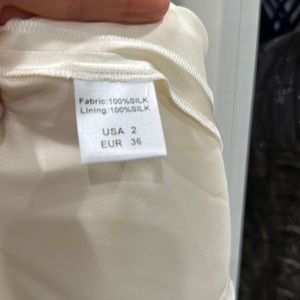 Fabric:100%SILK
Lining:100%SILK
USA 2
EUR 36